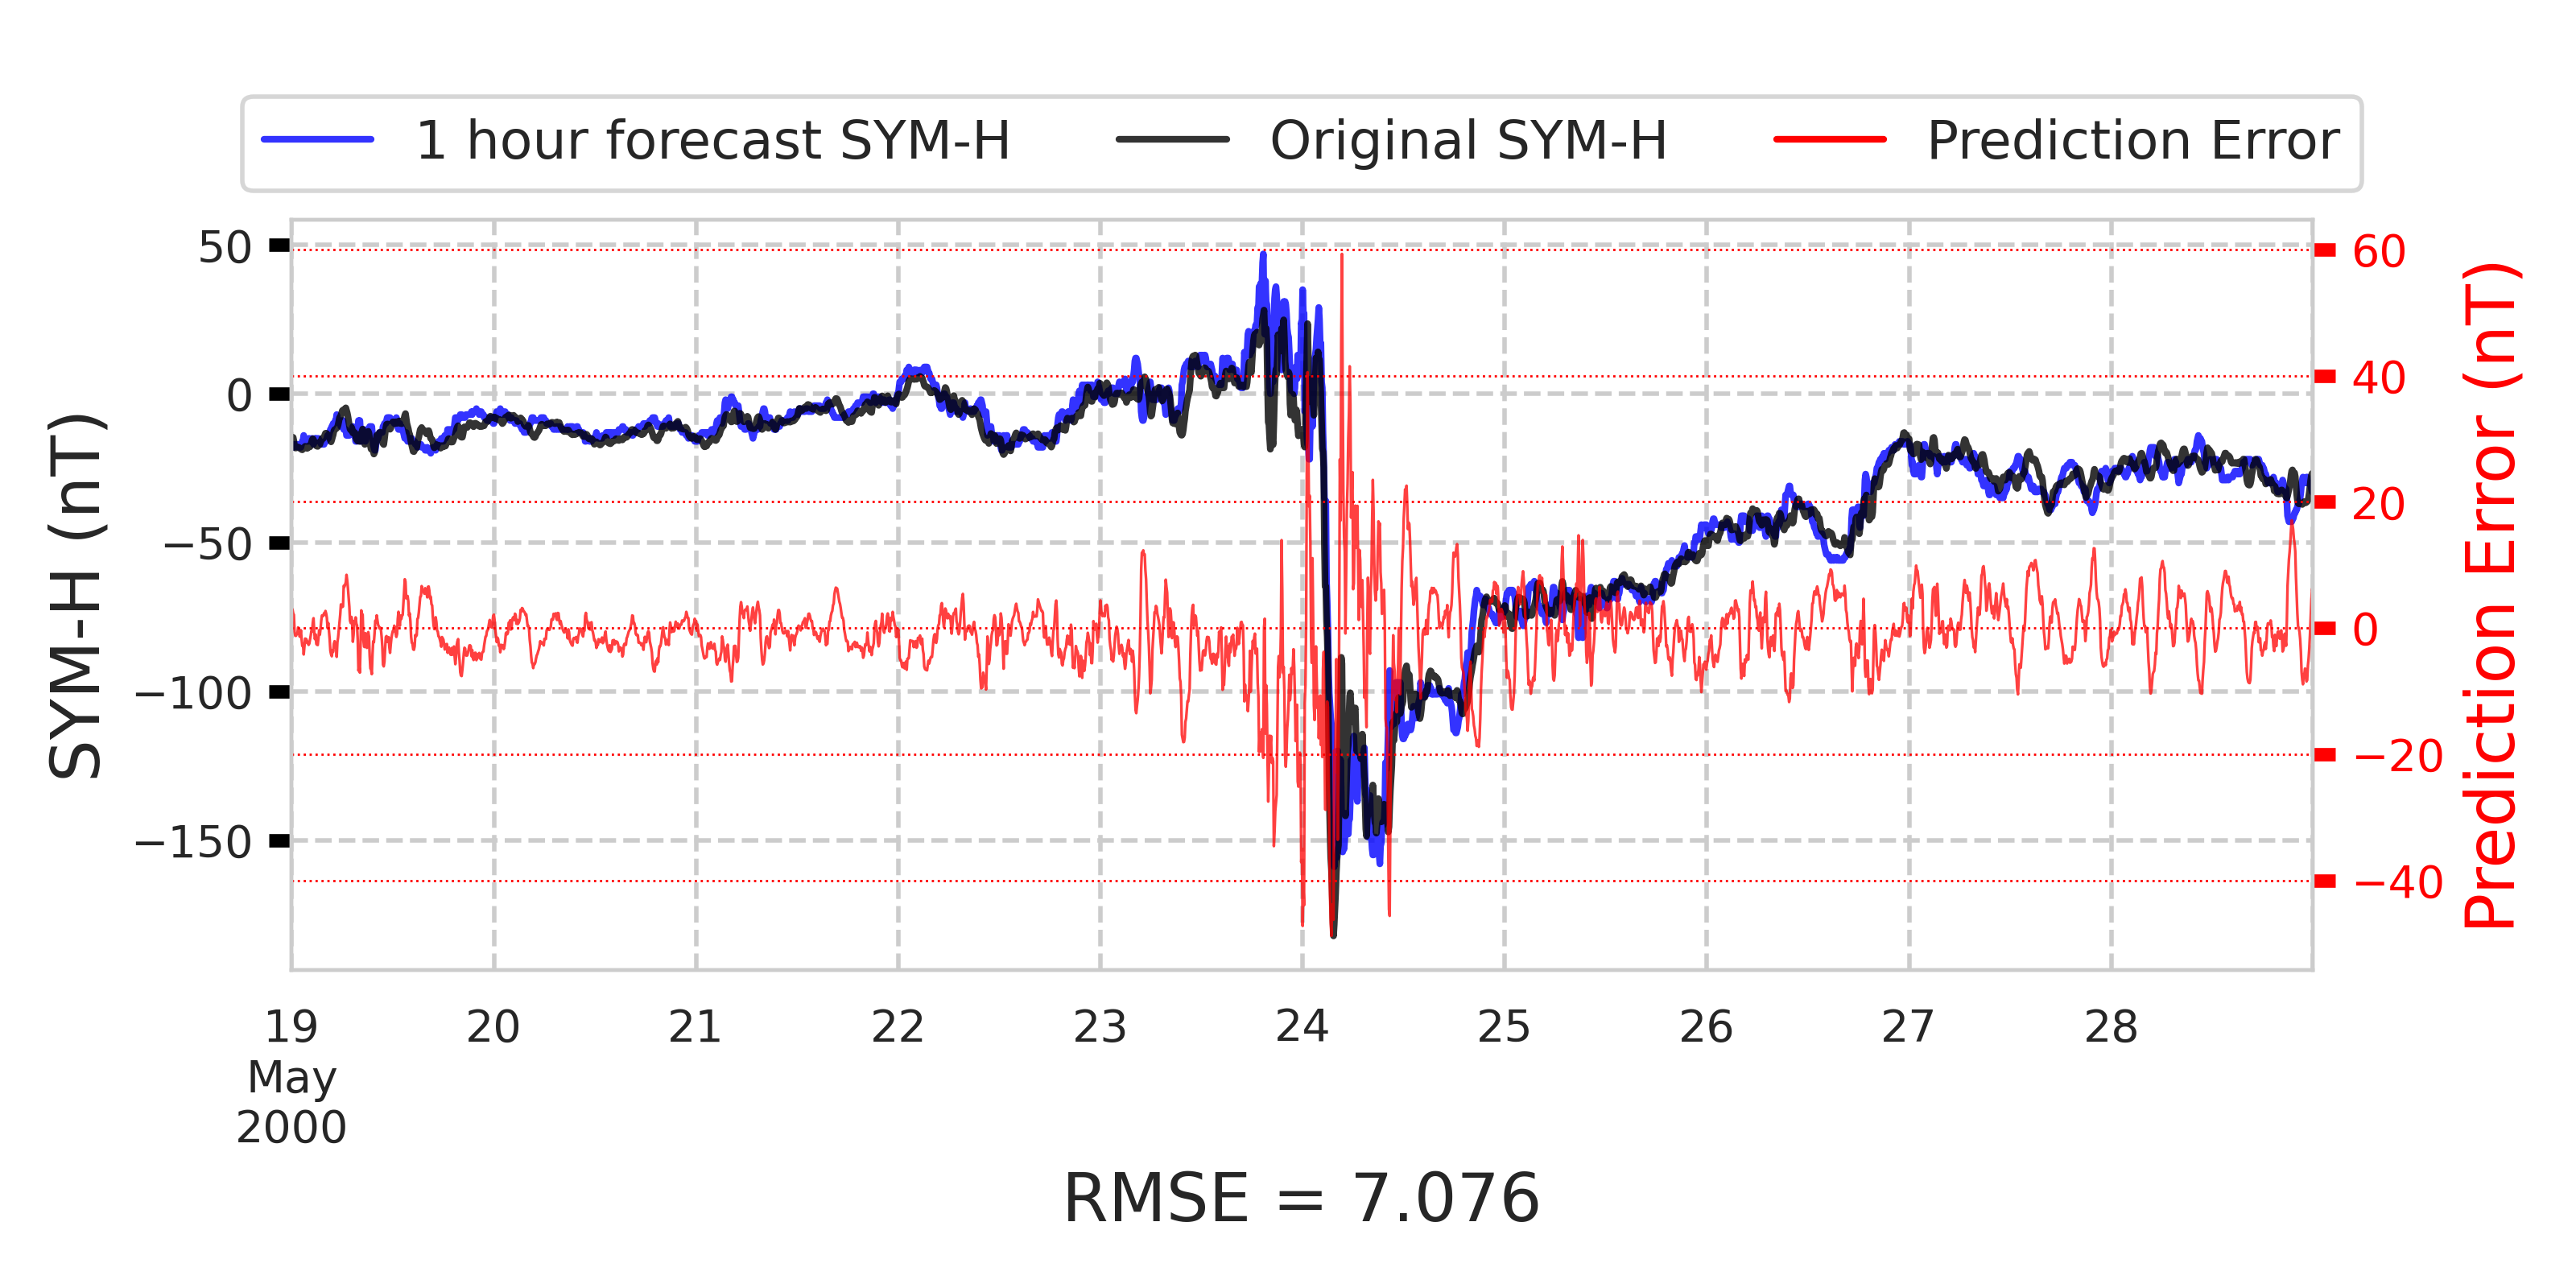 1 hour forecast SYM-H Original SYM-H Prediction Error
SYM-H (nT)
50
0
−50
−100
−150
60
40
20
0
−20
−40
Prediction Error (nT)
19 20 21 22 23 24 25 26 27 28
May
2000
RMSE = 7.076